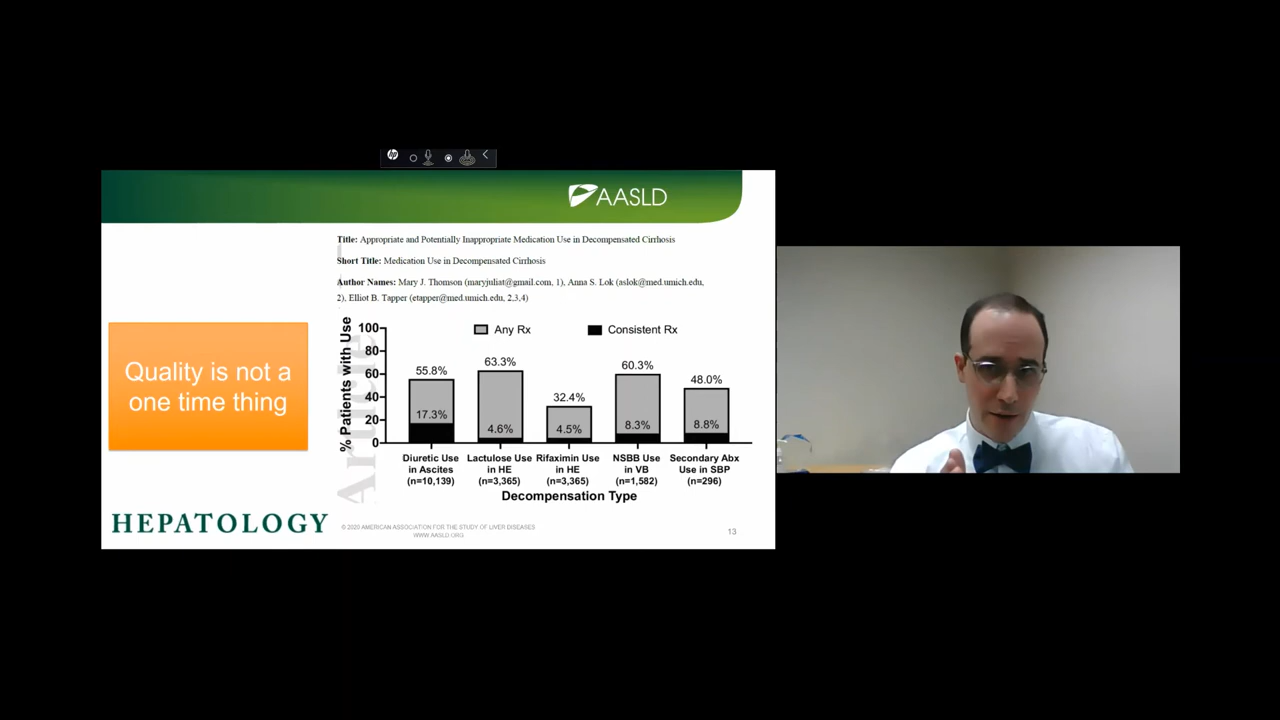 hp
AASLD
Title: Appropriate and Potentially Inappropriate Medication Use in Decompensated Cirrhosis
Short Title: Medication Use in Decompensated Cirrhosis
Author Names: Mary J. Thomson (maryjuliat@gmail.com, 1), Anna S. Lok (aslok@med.umich.edu,
2), Elliot B. Tapper (etapper@med.umich.edu, 2,3,4)
Quality is not a
one time thing
Article
% Patients with Use
100
80
60
40
20
0
Any Rx
Consistent Rx
55.8%
17.3%
63.3%
4.6%
32.4%
4.5%
60.3%
8.3%
48.0%
8.8%
Diuretic Use
in Ascites
(n=10,139)
Lactulose Use
in HE
(n=3,365)
Rifaximin Use
in HE
(n=3,365)
NSBB Use
in VB
(n=1,582)
Secondary Abx
Use in SBP
(n=296)
Decompensation Type
HEPATOLOGY
© 2020 AMERICAN ASSOCIATION FOR THE STUDY OF LIVER DISEASES
WWW.AASLD.ORG
13